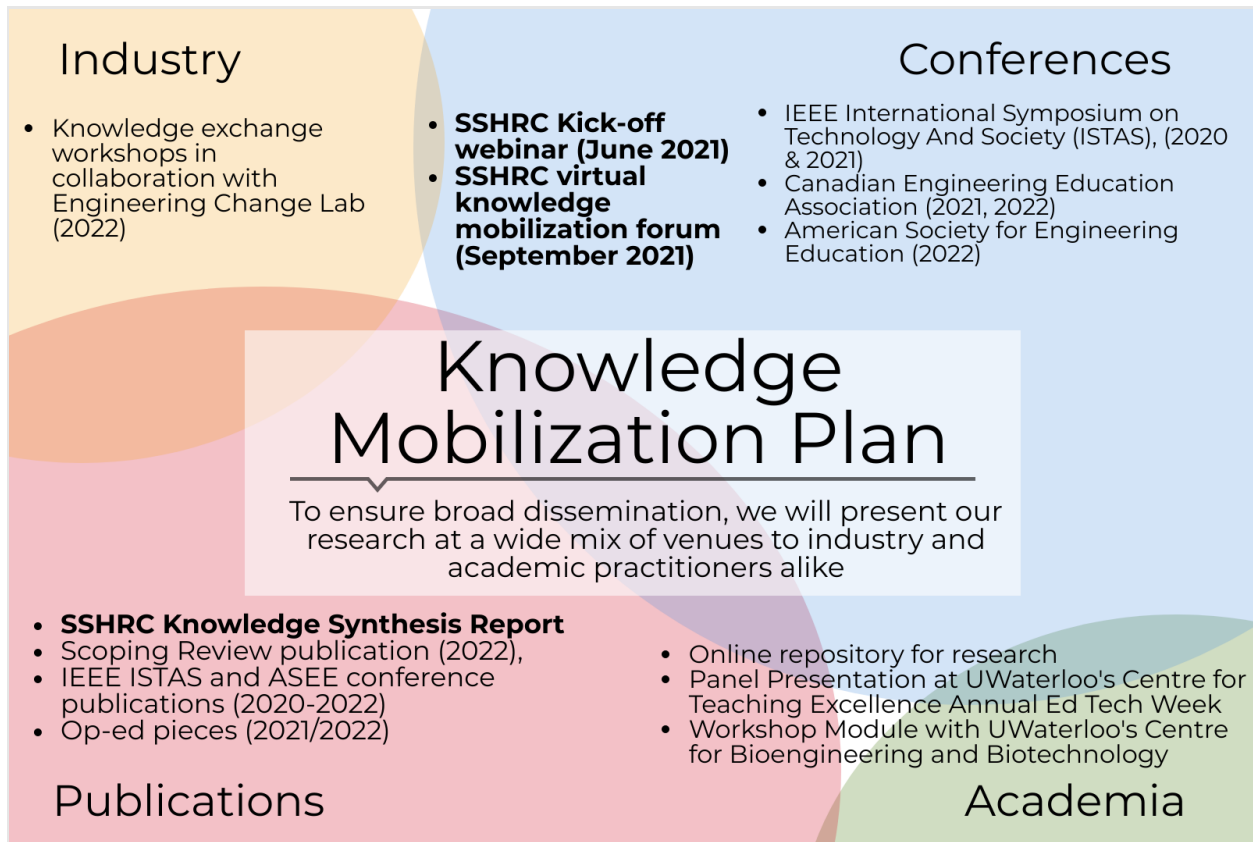 Industry
• Knowledge exchange
workshops in
collaboration with
Engineering Change Lab
(2022)
• SSHRC Kick-off
webinar (June 2021)
• SSHRC virtual
knowledge
mobilization forum
(September 2021)
Conferences
• IEEE International Symposium on
Technology And Society (ISTAS), (2020
& 2021)
• Canadian Engineering Education
Association (2021, 2022)
• American Society for Engineering
Education (2022)
Knowledge
Mobilization Plan
To ensure broad dissemination, we will present our
research at a wide mix of venues to industry and
academic practitioners alike
• SSHRC Knowledge Synthesis Report
• Scoping Review publication (2022),
• IEEE ISTAS and ASEE conference
publications (2020-2022)
• Op-ed pieces (2021/2022)
Publications
• Online repository for research
• Panel Presentation at UWaterloo's Centre for
Teaching Excellence Annual Ed Tech Week
• Workshop Module with UWaterloo's Centre
for Bioengineering and Biotechnology
Academia